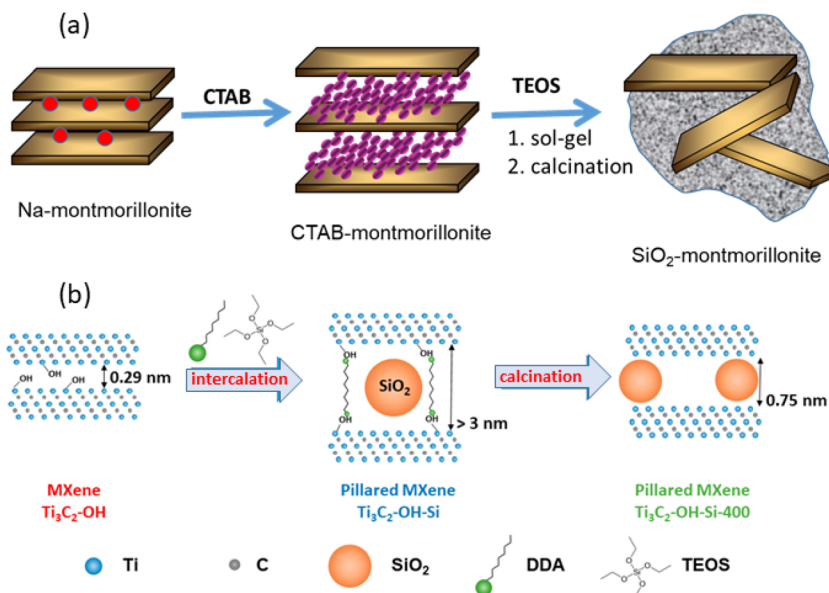 (a)
CTAB
TEOS
1. sol-gel
2. calcination
Na-montmorillonite
CTAB-montmorillonite
SiO₂-montmorillonite
(b)
O
O
Si
O
O
OH
OH
OH
0.29 nm
intercalation
OH
OH
SiO₂
OH
OH
> 3 nm
calcination
0.75 nm
MXene
Ti₃C₂-OH
Pillared MXene
Ti₃C₂-OH-Si
Pillared MXene
Ti₃C₂-OH-Si-400
Ti
C
SiO₂
DDA
O
O
Si
O
O
TEOS